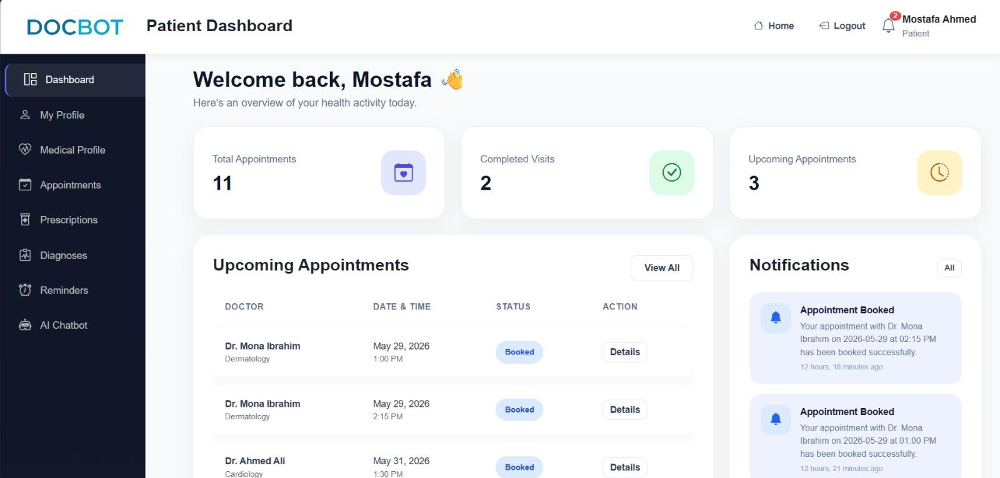 DOCBOT
Patient Dashboard
Home
Logout
2
Mostafa Ahmed
Patient
Dashboard
My Profile
Medical Profile
Appointments
Prescriptions
Diagnoses
Reminders
AI Chatbot
Welcome back, Mostafa 👋
Here's an overview of your health activity today.
Total Appointments
11
Completed Visits
2
Upcoming Appointments
3
Upcoming Appointments
View All
DOCTOR DATE & TIME STATUS ACTION
Dr. Mona Ibrahim May 29, 2026 Booked Details
Dermatology 1:00 PM
Dr. Mona Ibrahim May 29, 2026 Booked Details
Dermatology 2:15 PM
Dr. Ahmed Ali May 31, 2026 Booked Details
Cardiology 1:30 PM
Notifications
All
Appointment Booked
Your appointment with Dr. Mona
Ibrahim on 2026-05-29 at 02:15 PM
has been booked successfully.
12 hours, 18 minutes ago
Appointment Booked
Your appointment with Dr. Mona
Ibrahim on 2026-05-29 at 01:00 PM
has been booked successfully.
12 hours, 21 minutes ago